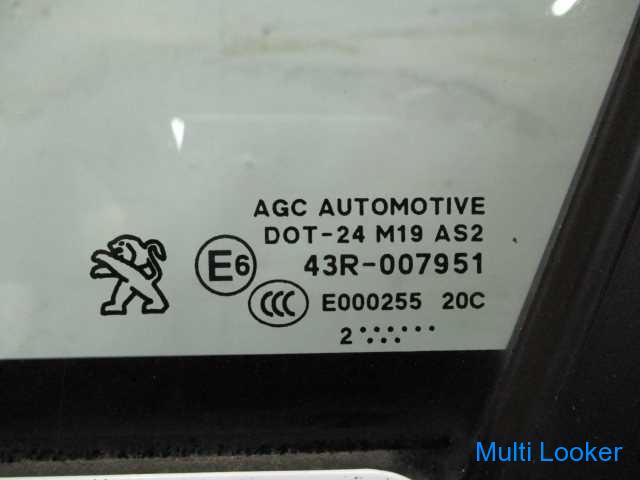 AGC AUTOMOTIVE
DOT-24 M19 AS2
E6 43R-007951
CCC E000255 20C
2
Multi Looker